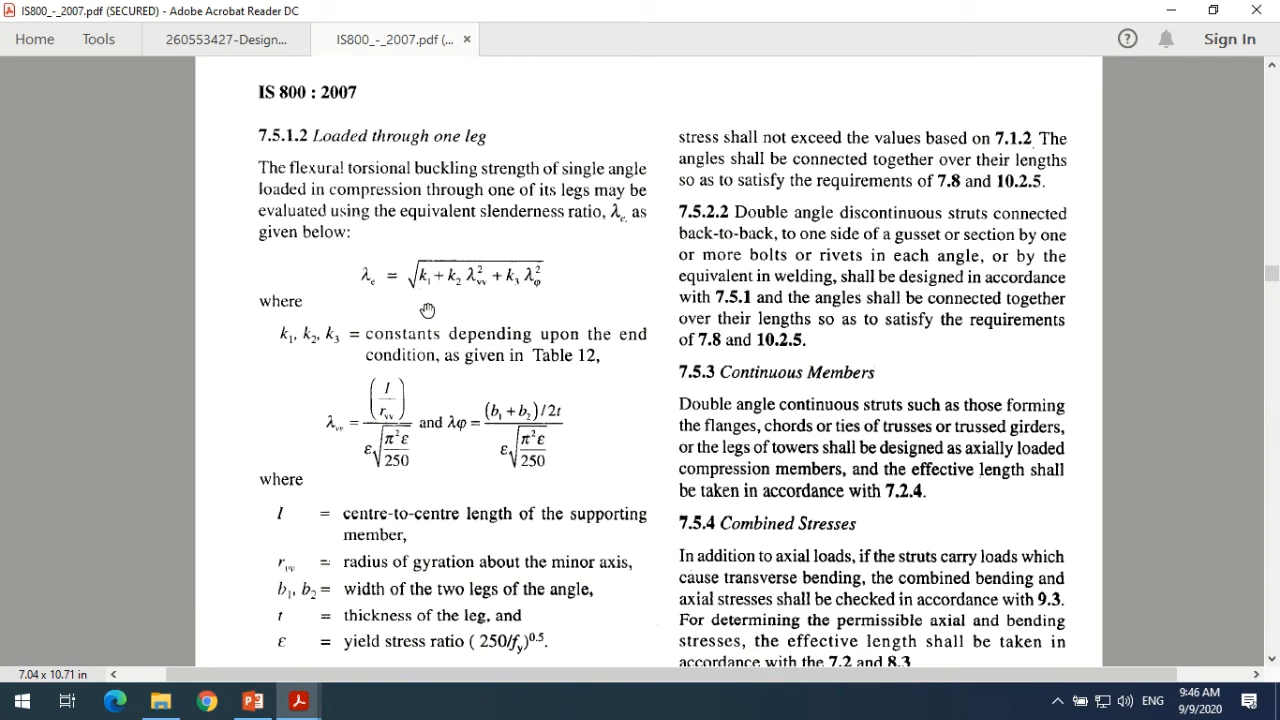 IS800_-_2007.pdf (SECURED) - Adobe Acrobat Reader DC
Home Tools 260553427-Design... IS800_-_2007.pdf (... × Sign In
IS 800 : 2007
7.5.1.2 Loaded through one leg
The flexural torsional buckling strength of single angle
loaded in compression through one of its legs may be
evaluated using the equivalent slenderness ratio, λₑ as
given below:
λₑ = √(k₁ + k₂ λ²ᵥᵥ + k₃ λ²φ)
where
k₁, k₂, k₃ = constants depending upon the end
condition, as given in Table 12,
λᵥᵥ = (l / rᵥᵥ) / (ε √(π²ε / 250)) and λφ = (b₁ + b₂) / 2t / (ε √(π²ε / 250))
where
l = centre-to-centre length of the supporting
member,
rᵥᵥ = radius of gyration about the minor axis,
b₁, b₂ = width of the two legs of the angle,
t = thickness of the leg, and
ε = yield stress ratio ( 250/fy)⁰·⁵.
stress shall not exceed the values based on 7.1.2. The
angles shall be connected together over their lengths
so as to satisfy the requirements of 7.8 and 10.2.5.
7.5.2.2 Double angle discontinuous struts connected
back-to-back, to one side of a gusset or section by one
or more bolts or rivets in each angle, or by the
equivalent in welding, shall be designed in accordance
with 7.5.1 and the angles shall be connected together
over their lengths so as to satisfy the requirements
of 7.8 and 10.2.5.
7.5.3 Continuous Members
Double angle continuous struts such as those forming
the flanges, chords or ties of trusses or trussed girders,
or the legs of towers shall be designed as axially loaded
compression members, and the effective length shall
be taken in accordance with 7.2.4.
7.5.4 Combined Stresses
In addition to axial loads, if the struts carry loads which
cause transverse bending, the combined bending and
axial stresses shall be checked in accordance with 9.3.
For determining the permissible axial and bending
stresses, the effective length shall be taken in
accordance with the 7.2 and 8.3.
7.04 x 10.71 in
ENG
9:46 AM
9/9/2020